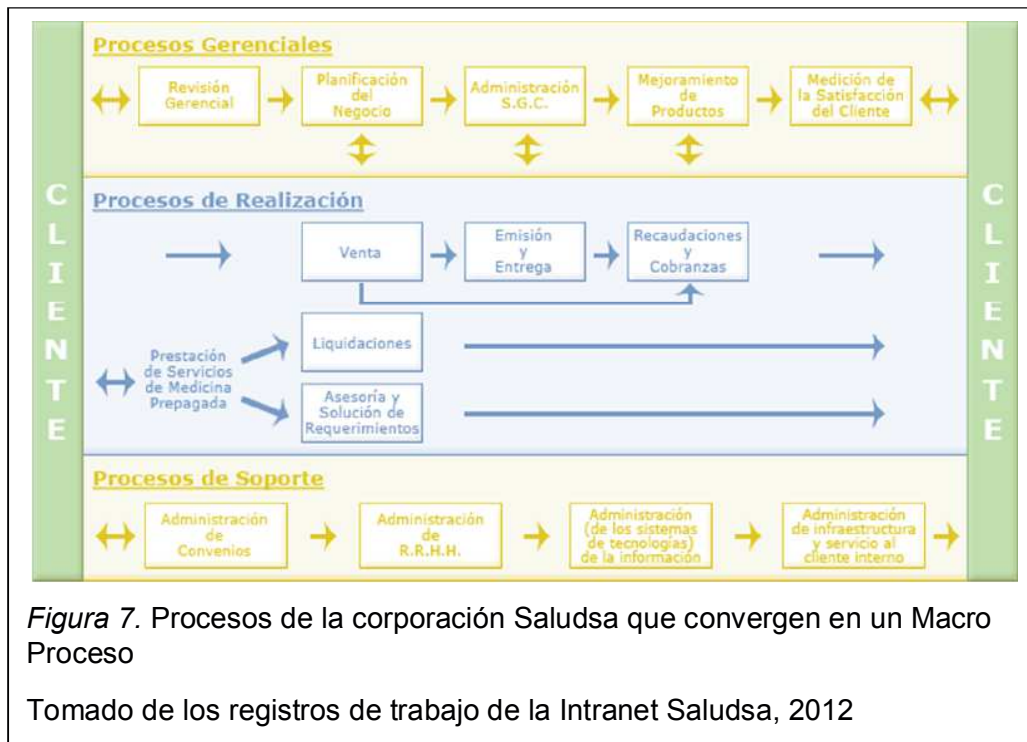 Procesos Gerenciales
Revisión
Gerencial
Planificación
del
Negocio
Administración
S.G.C.
Mejoramiento
de
Productos
Medición de
la Satisfacción
del Cliente
CLIENTE
CLIENTE
Procesos de Realización
Venta
Emisión
y
Entrega
Recaudaciones
y
Cobranzas
Liquidaciones
Prestación
de Servicios
de Medicina
Prepagada
Asesoría y
Solución de
Requerimientos
Procesos de Soporte
Administración
de
Convenios
Administración
de
R.R.H.H.
Administración
(de los sistemas
de tecnologías)
de la información
Administración
de infraestructura
y servicio al
cliente interno
Figura 7. Procesos de la corporación Saludsa que convergen en un Macro
Proceso
Tomado de los registros de trabajo de la Intranet Saludsa, 2012